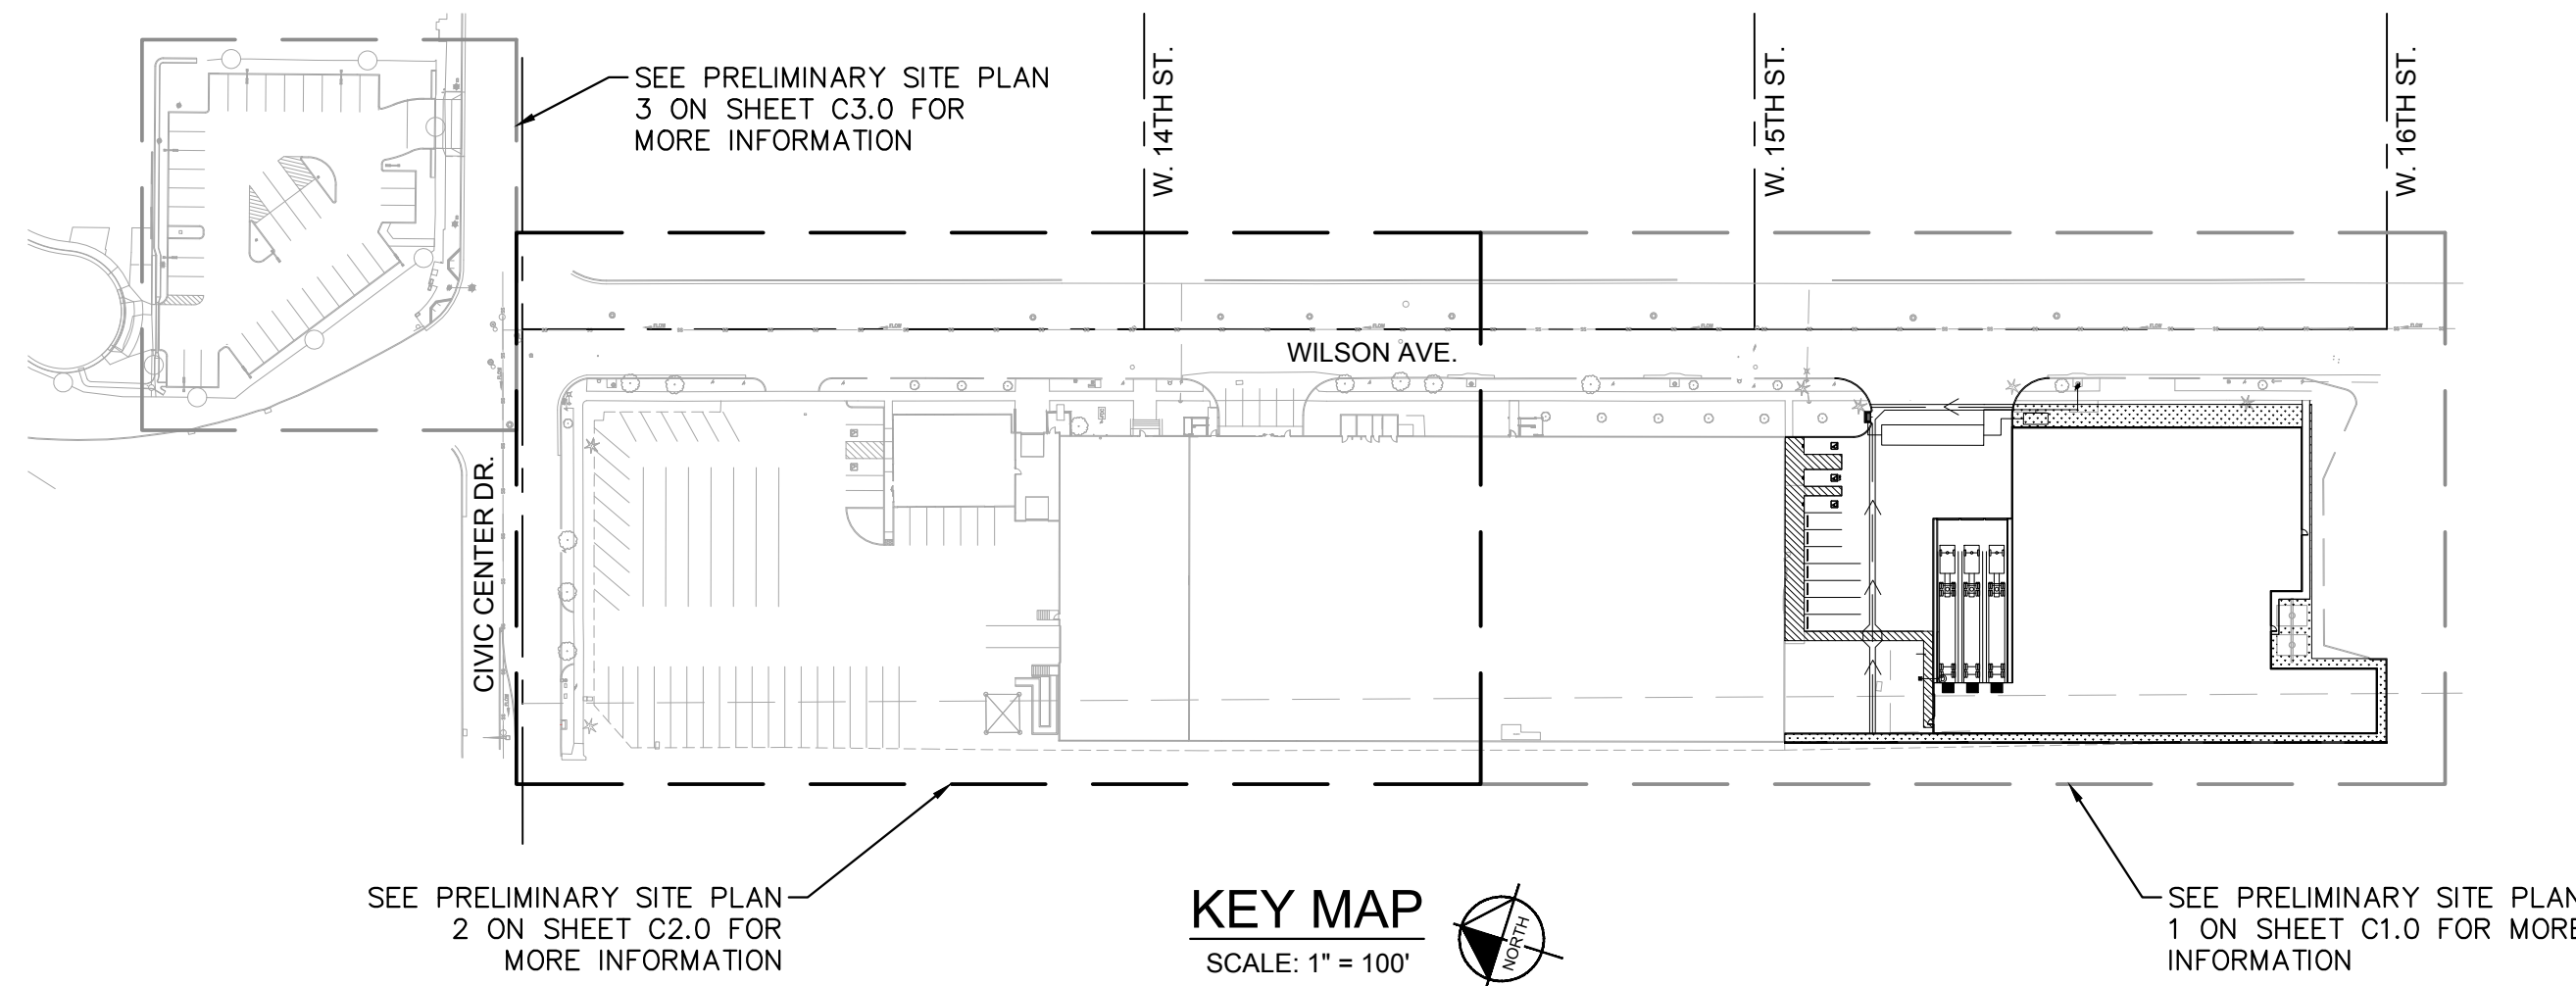 SEE PRELIMINARY SITE PLAN
3 ON SHEET C3.0 FOR
MORE INFORMATION
W. 14TH ST.
W. 15TH ST.
W. 16TH ST.
WILSON AVE.
CIVIC CENTER DR.
SEE PRELIMINARY SITE PLAN
2 ON SHEET C2.0 FOR
MORE INFORMATION
KEY MAP
SCALE: 1" = 100'
NORTH
SEE PRELIMINARY SITE PLAN
1 ON SHEET C1.0 FOR MORE
INFORMATION